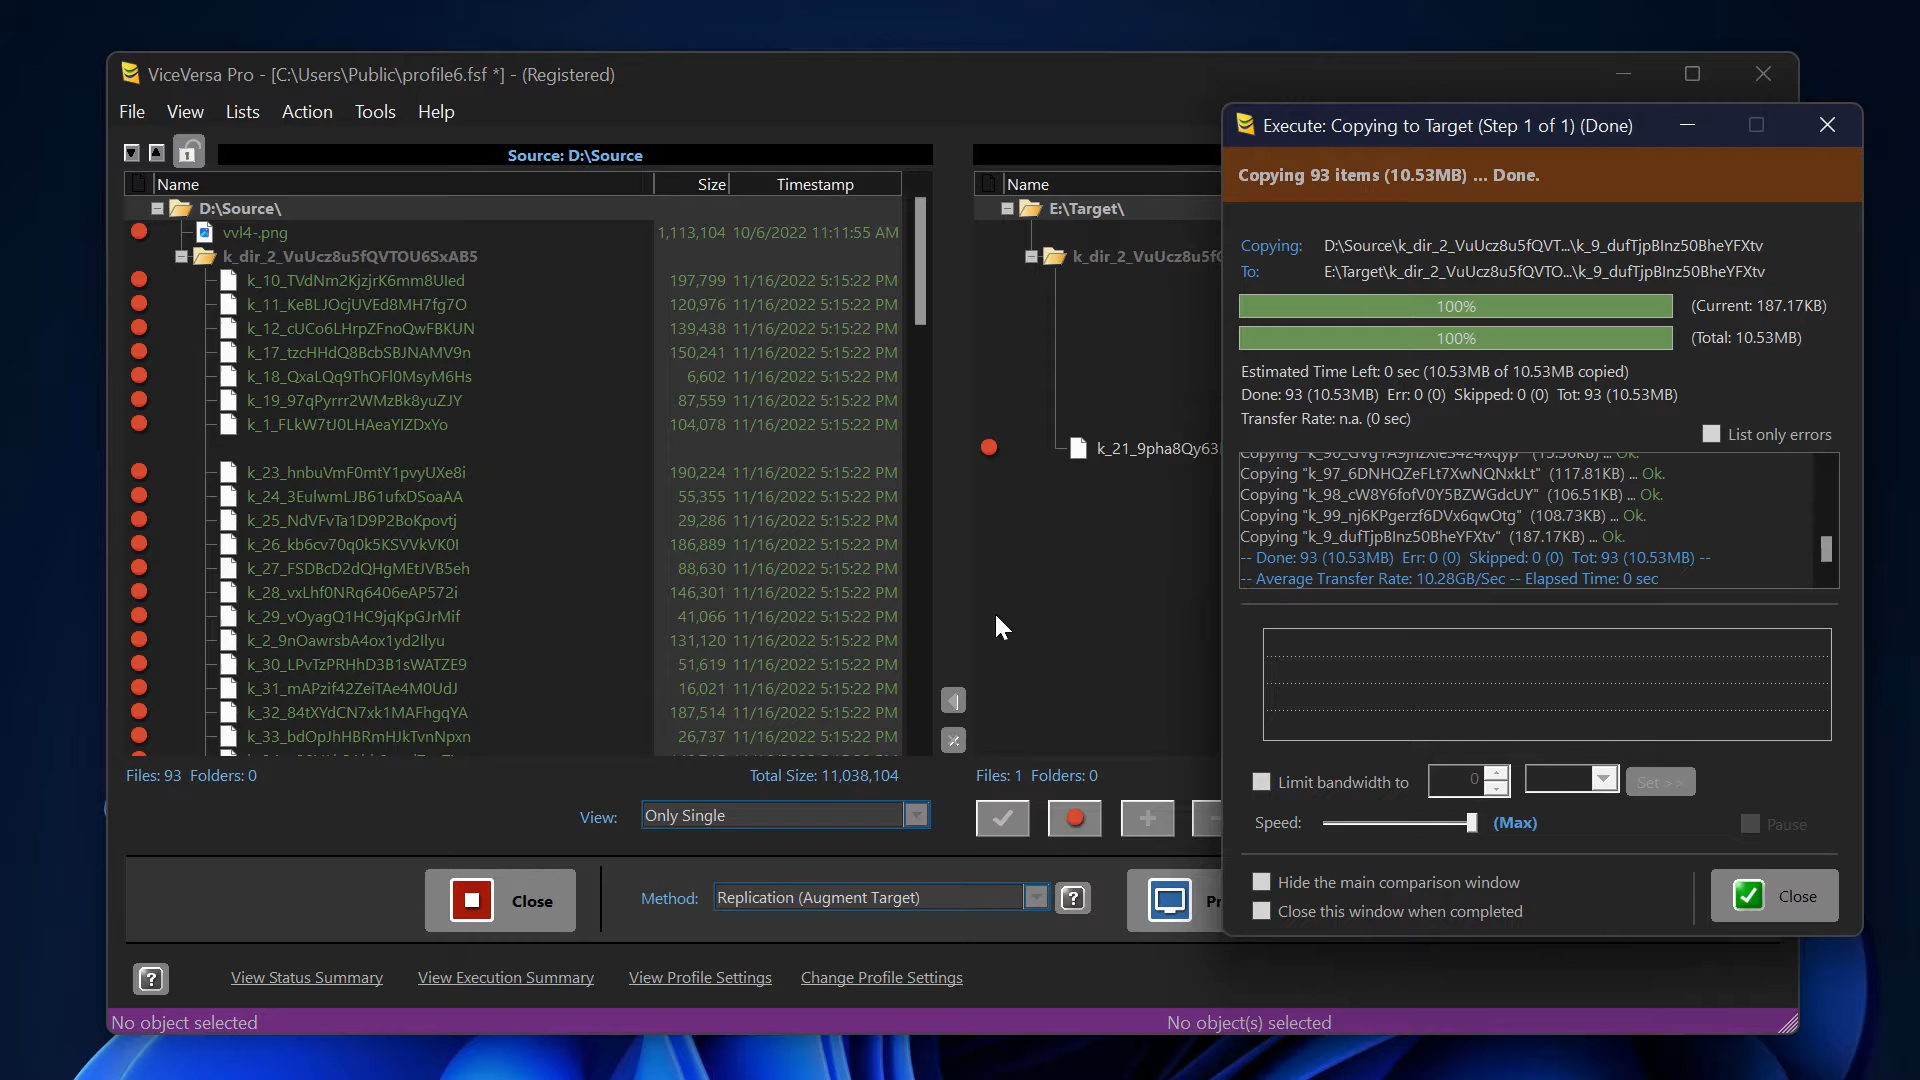 ViceVersa Pro - [C:\Users\Public\profile6.fsf *] - (Registered)
File View Lists Action Tools Help
Source: D:\Source
Name Size Timestamp
D:\Source\
vvl4-.png 1,113,104 10/6/2022 11:11:55 AM
k_dir_2_VuUcz8u5fQVTOU6SxAB5
k_10_TVdNm2KjzjrK6mm8UIed 197,799 11/16/2022 5:15:22 PM
k_11_KeBLJOcjUVEd8MH7fg7O 120,976 11/16/2022 5:15:22 PM
k_12_cUCo6LHrpZFnoQwFBKUN 139,438 11/16/2022 5:15:22 PM
k_17_tzcHHdQ8BcbSBJNAMV9n 150,241 11/16/2022 5:15:22 PM
k_18_QxaLQq9ThOFl0MsyM6Hs 6,602 11/16/2022 5:15:22 PM
k_19_97qPyrrr2WMzBk8yuZJY 87,559 11/16/2022 5:15:22 PM
k_1_FLkW7tJ0LHAeaYIZDxYo 104,078 11/16/2022 5:15:22 PM
k_23_hnbuVmF0mtY1pvyUXe8i 190,224 11/16/2022 5:15:22 PM
k_24_3EulwmLJB61ufxDSoaAA 55,355 11/16/2022 5:15:22 PM
k_25_NdVFvTa1D9P2BoKpovtj 29,286 11/16/2022 5:15:22 PM
k_26_kb6cv70q0k5KSVVkVK0I 186,889 11/16/2022 5:15:22 PM
k_27_FSDBcD2dQHgMEtJVB5eh 88,630 11/16/2022 5:15:22 PM
k_28_vxLhf0NRq6406eAP572i 146,301 11/16/2022 5:15:22 PM
k_29_vOyagQ1HC9jqKpGJrMif 41,066 11/16/2022 5:15:22 PM
k_2_9nOawrsbA4ox1yd2Ilyu 131,120 11/16/2022 5:15:22 PM
k_30_LPvTzPRHhD3B1sWATZE9 51,619 11/16/2022 5:15:22 PM
k_31_mAPzif42ZeiTAe4M0UdJ 16,021 11/16/2022 5:15:22 PM
k_32_84tXYdCN7xk1MAFhgqYA 187,514 11/16/2022 5:15:22 PM
k_33_bdOpJhHBRmHJkTvnNpxn 26,737 11/16/2022 5:15:22 PM
Files: 93 Folders: 0 Total Size: 11,038,104
Name
E:\Target\
k_dir_2_VuUcz8u5f
k_21_9pha8Qy63
Files: 1 Folders: 0
View: Only Single
Close
Method: Replication (Augment Target) ?
Pr
? View Status Summary View Execution Summary View Profile Settings Change Profile Settings
No object selected No object(s) selected
Execute: Copying to Target (Step 1 of 1) (Done)
Copying 93 items (10.53MB) ... Done.
Copying: D:\Source\k_dir_2_VuUcz8u5fQVT...\k_9_dufTjpBInz50BheYFXtv
To: E:\Target\k_dir_2_VuUcz8u5fQVTO...\k_9_dufTjpBInz50BheYFXtv
100% (Current: 187.17KB)
100% (Total: 10.53MB)
Estimated Time Left: 0 sec (10.53MB of 10.53MB copied)
Done: 93 (10.53MB) Err: 0 (0) Skipped: 0 (0) Tot: 93 (10.53MB)
Transfer Rate: n.a. (0 sec)
List only errors
Copying "k_97_6DNHQZeFLt7XwNQNxkLt" (117.81KB) ... Ok.
Copying "k_98_cW8Y6fofV0Y5BZWGdcUY" (106.51KB) ... Ok.
Copying "k_99_nj6KPgerzf6DVx6qwOtg" (108.73KB) ... Ok.
Copying "k_9_dufTjpBInz50BheYFXtv" (187.17KB) ... Ok.
-- Done: 93 (10.53MB) Err: 0 (0) Skipped: 0 (0) Tot: 93 (10.53MB) --
-- Average Transfer Rate: 10.28GB/Sec -- Elapsed Time: 0 sec
Limit bandwidth to 0 Set >>
Speed: (Max) Pause
Hide the main comparison window
Close this window when completed
Close